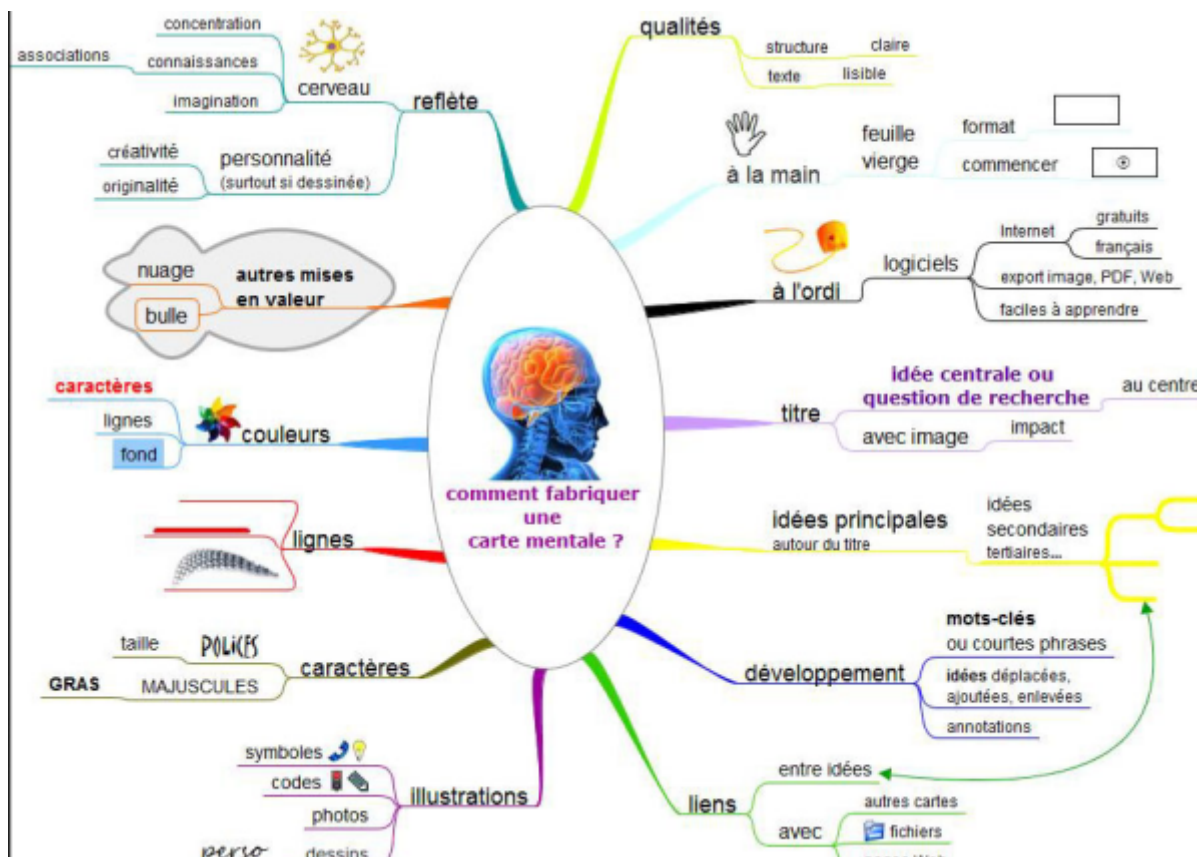 comment fabriquer
une
carte mentale ?
qualités
structure
claire
texte
lisible
à la main
feuille
vierge
format
commencer
à l'ordi
logiciels
Internet
gratuits
français
export image, PDF, Web
faciles à apprendre
titre
idée centrale ou
question de recherche
au centre
avec image
impact
idées principales
autour du titre
idées
secondaires
tertiaires...
développement
mots-clés
ou courtes phrases
idées déplacées,
ajoutées, enlevées
annotations
liens
entre idées
avec
autres cartes
fichiers
reflète
cerveau
concentration
connaissances
associations
imagination
personnalité
(surtout si dessinée)
créativité
originalité
autres mises
en valeur
nuage
bulle
couleurs
caractères
lignes
fond
lignes
caractères
POLICES
taille
MAJUSCULES
GRAS
illustrations
symboles
codes
photos
dessins
perso